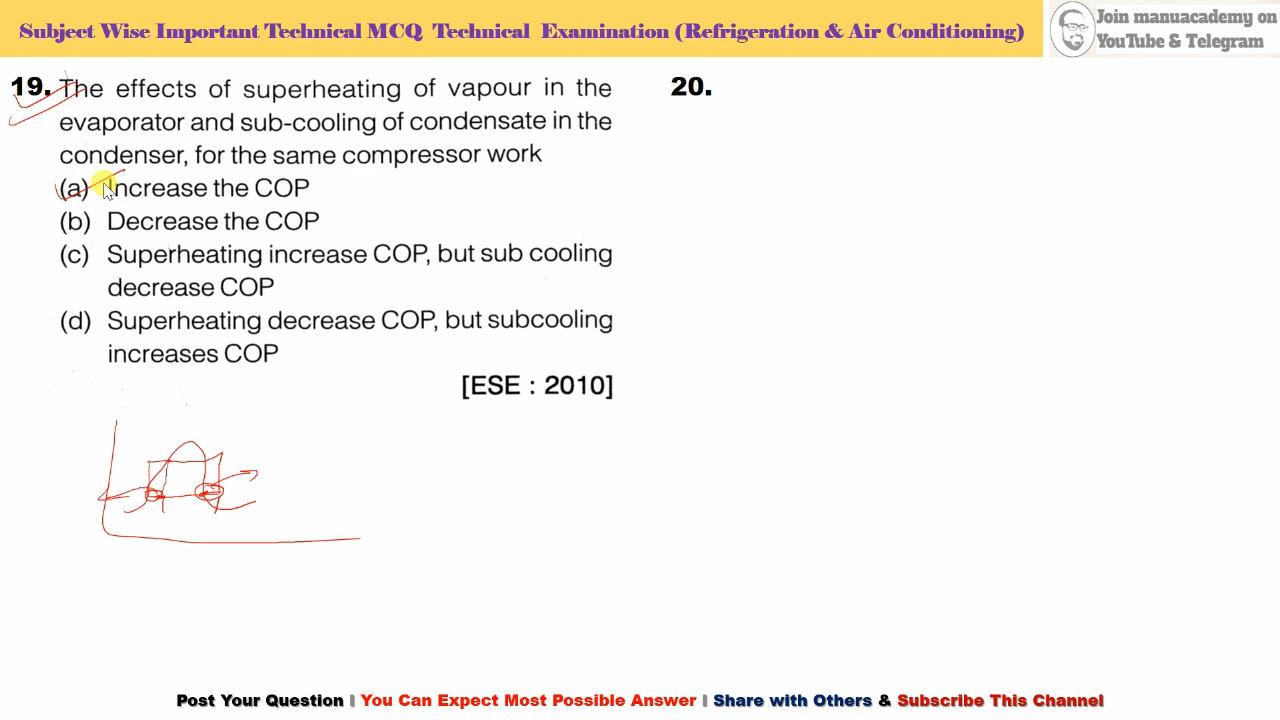 Subject Wise Important Technical MCQ Technical Examination (Refrigeration & Air Conditioning)
Join manuacademy on
YouTube & Telegram
19. The effects of superheating of vapour in the
evaporator and sub-cooling of condensate in the
condenser, for the same compressor work
(a) Increase the COP
(b) Decrease the COP
(c) Superheating increase COP, but sub cooling
decrease COP
(d) Superheating decrease COP, but subcooling
increases COP
[ESE : 2010]
20.
Post Your Question | You Can Expect Most Possible Answer | Share with Others & Subscribe This Channel